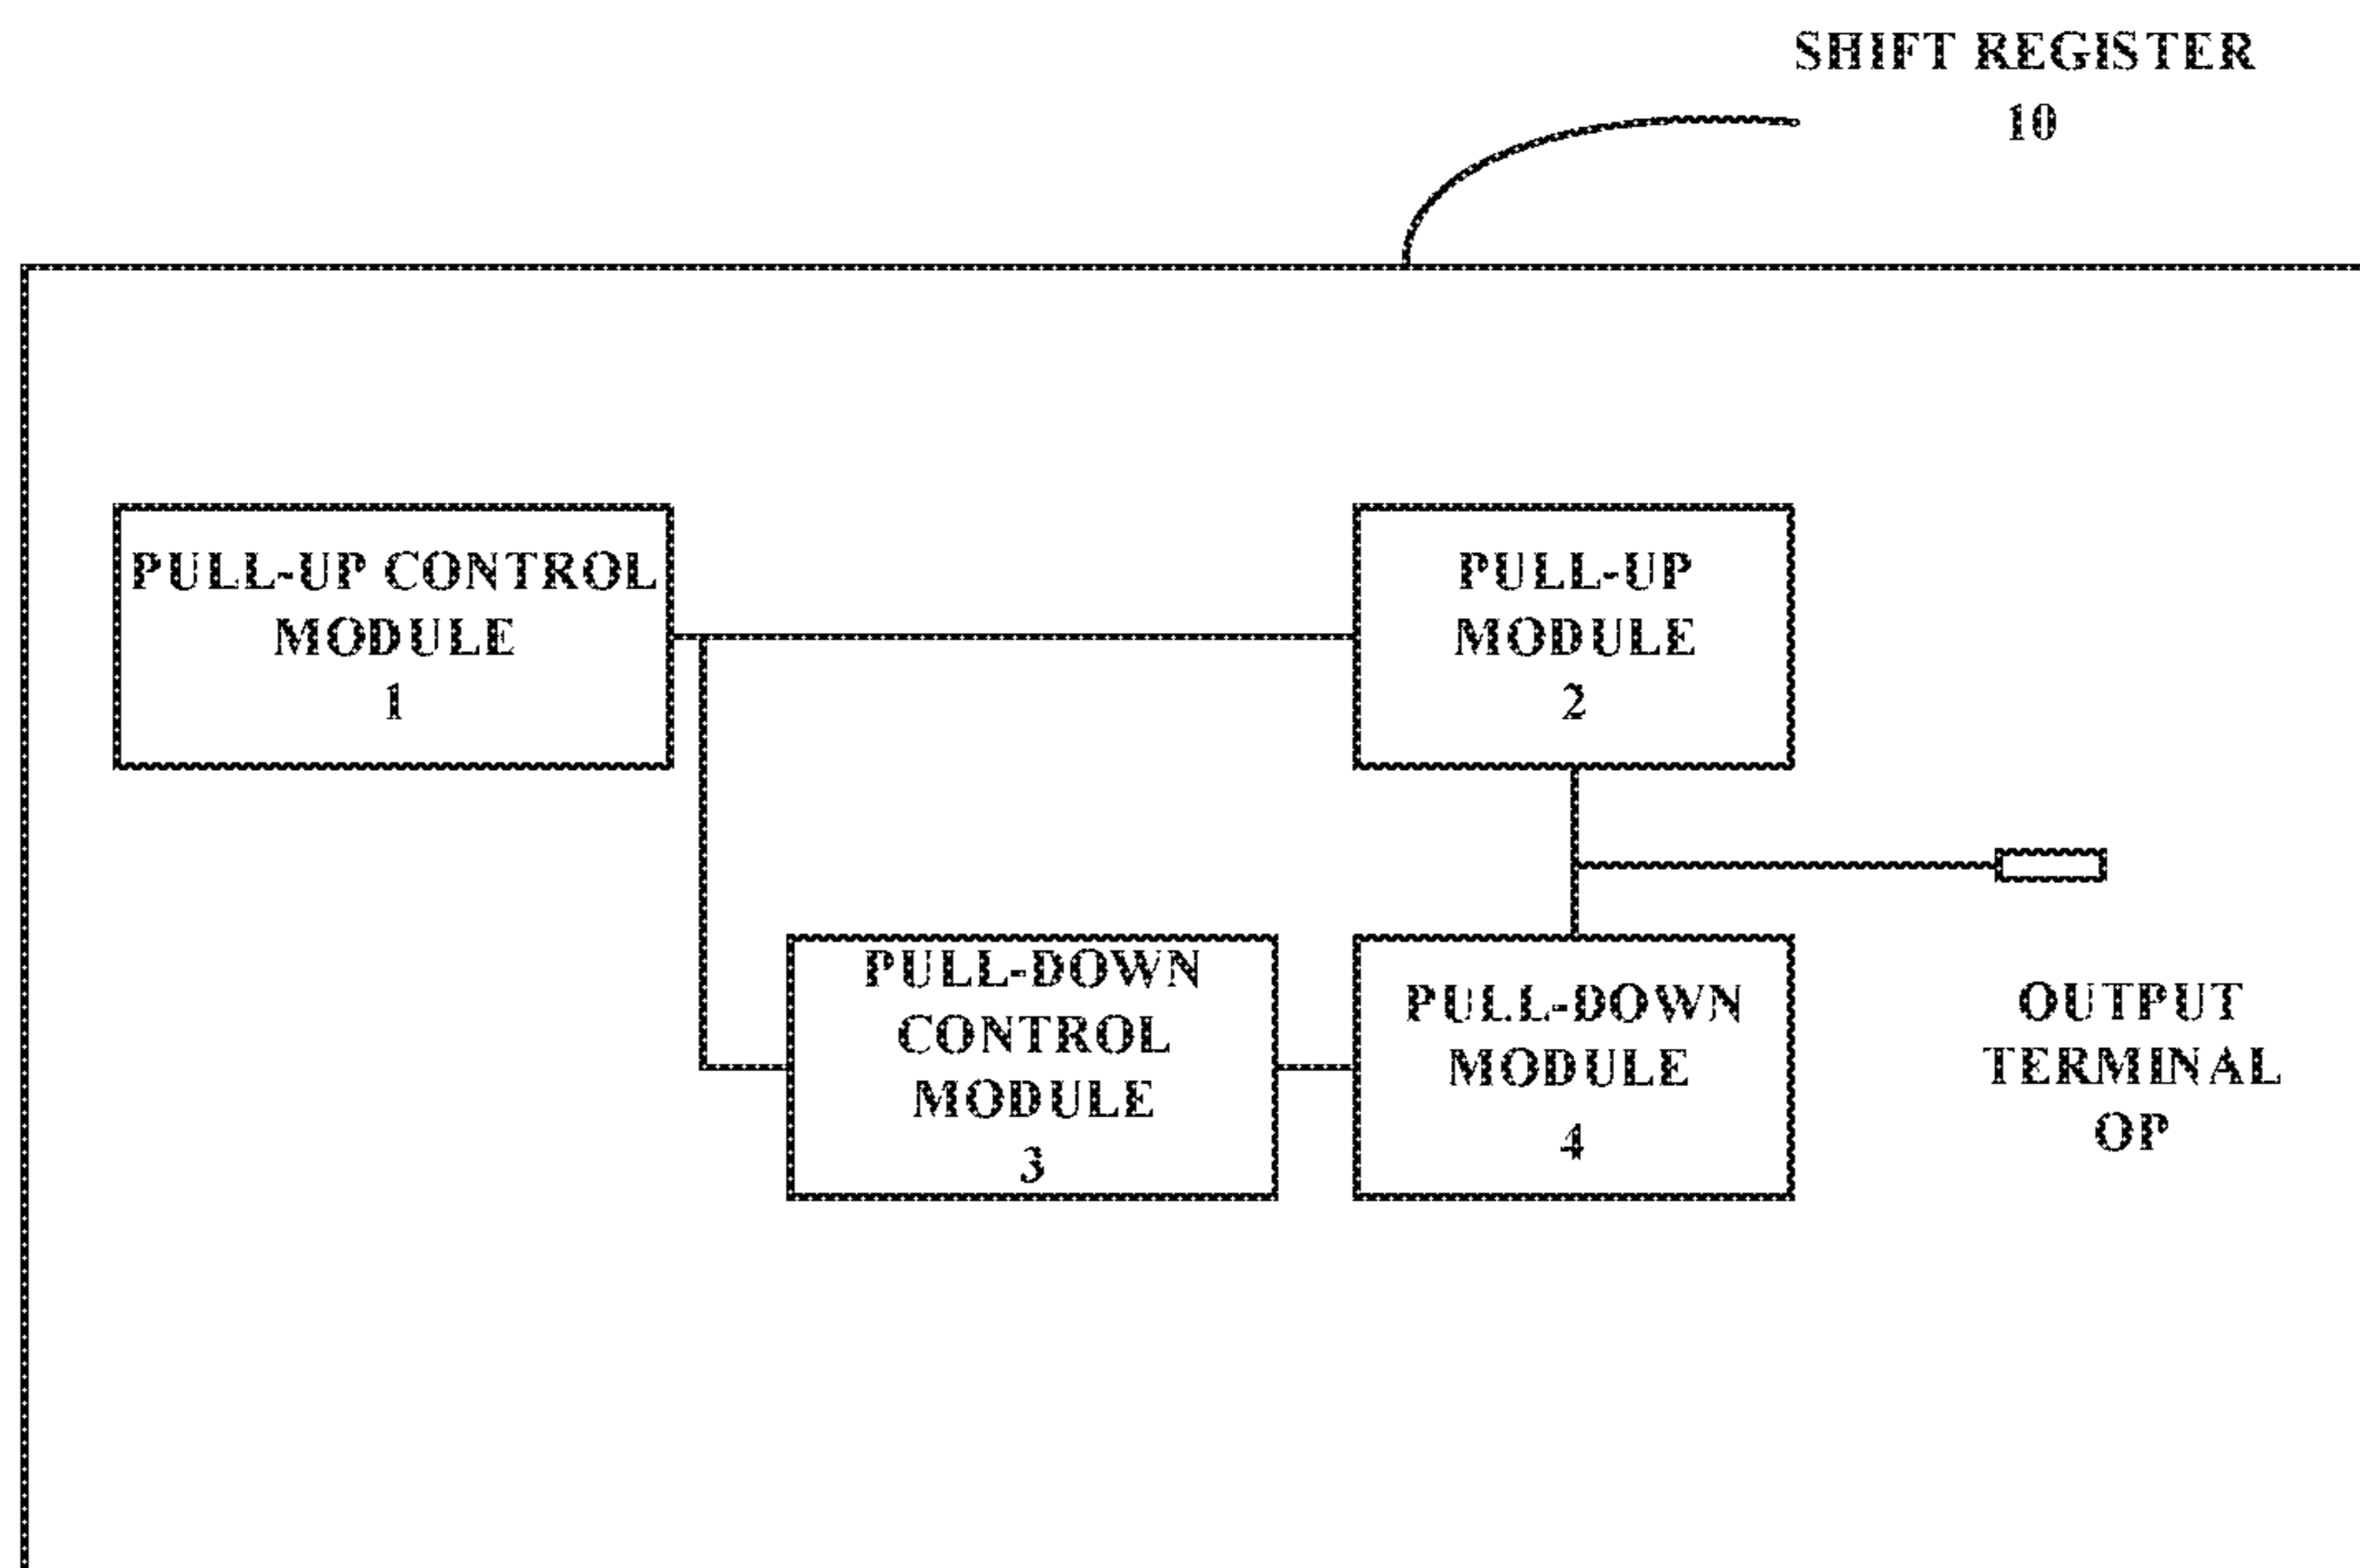 SHIFT REGISTER
10
PULL-UP CONTROL
MODULE
1
PULL-UP
MODULE
2
PULL-DOWN
CONTROL
MODULE
3
PULL-DOWN
MODULE
4
OUTPUT
TERMINAL
OP